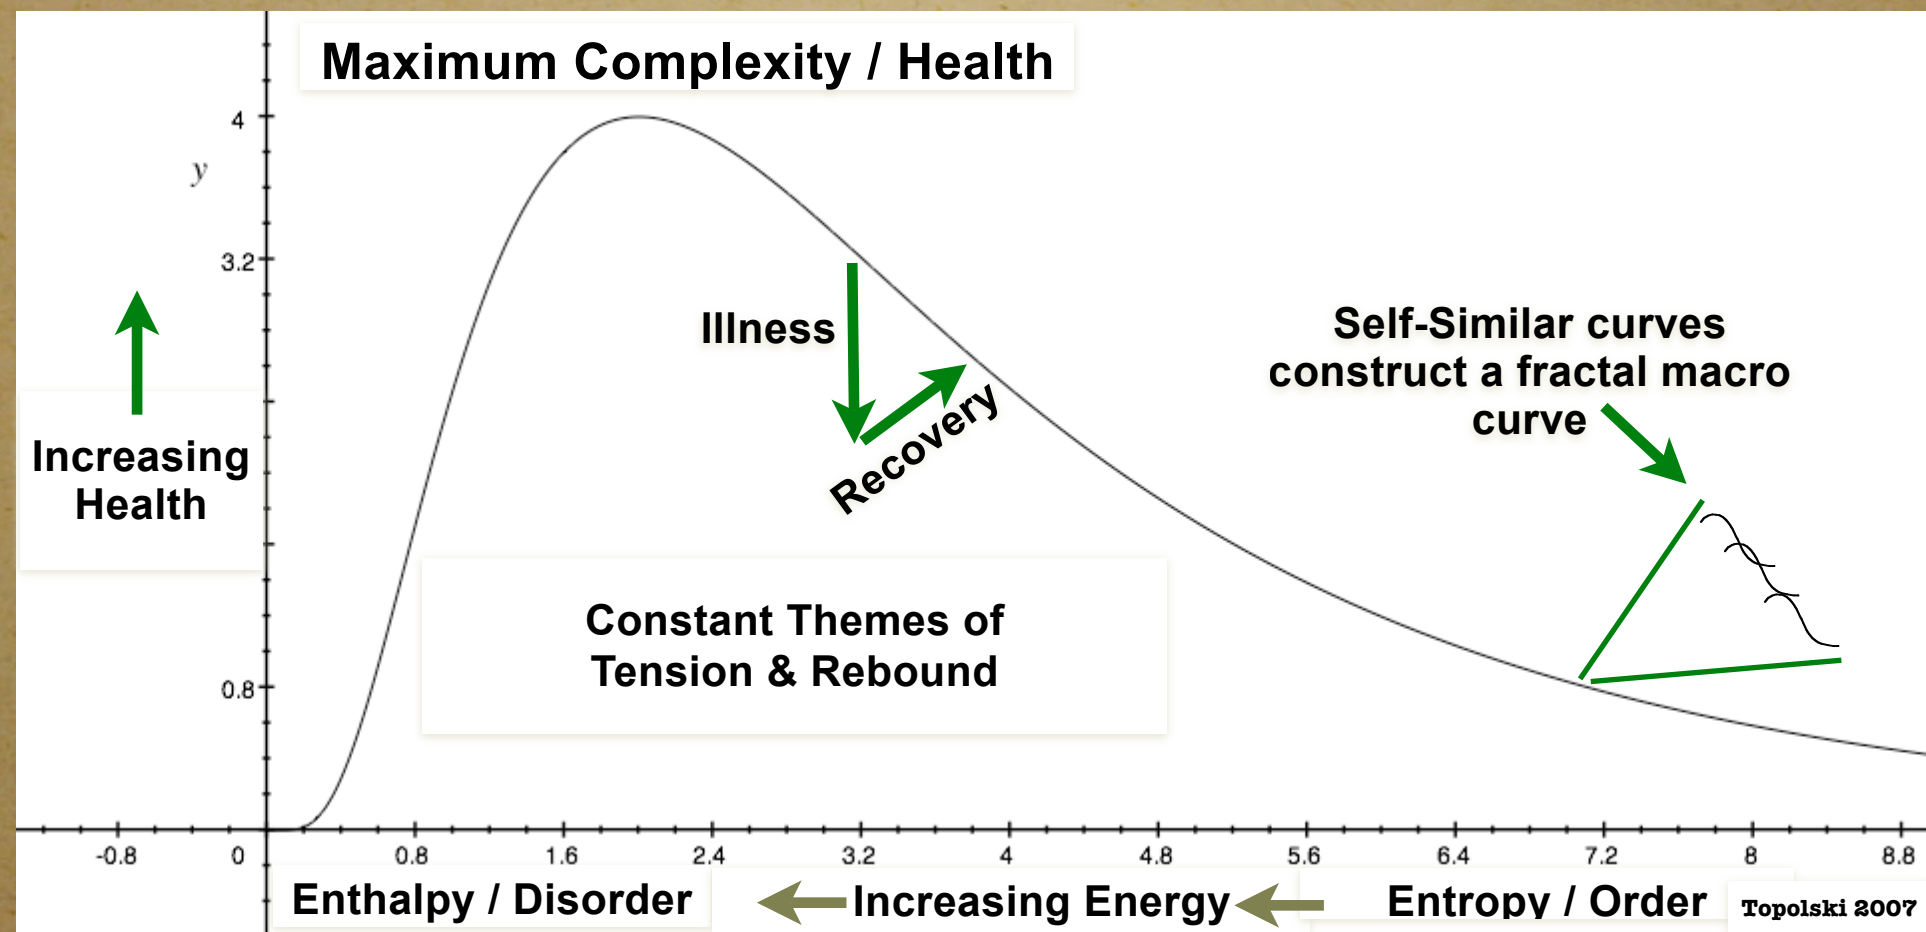 Maximum Complexity / Health
4
y
3.2
Illness
Recovery
Self-Similar curves
construct a fractal macro
curve
Increasing
Health
Constant Themes of
Tension & Rebound
0.8
-0.8 0 0.8 1.6 2.4 3.2 4 4.8 5.6 6.4 7.2 8 8.8
Enthalpy / Disorder
Increasing Energy
Entropy / Order
Topolski 2007